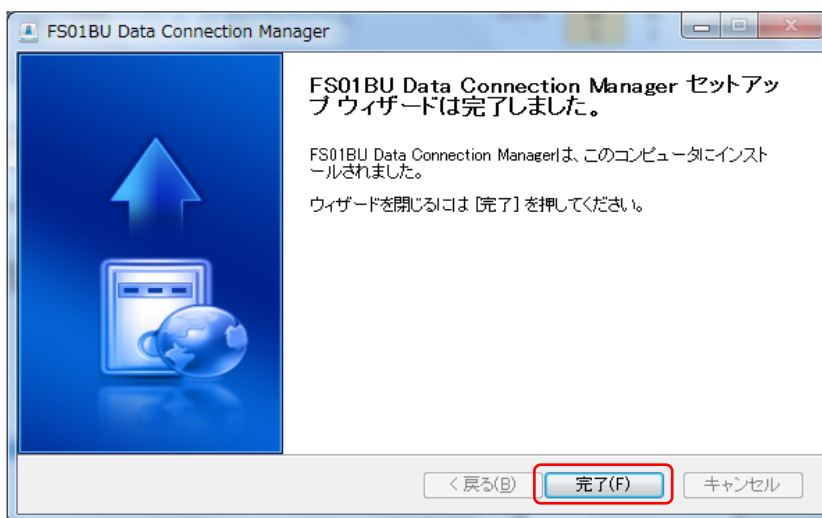 FS01BU Data Connection Manager
FS01BU Data Connection Manager セットアッ
プ ウィザードは完了しました。
FS01BU Data Connection Managerは、このコンピュータにインスト
ールされました。
ウィザードを閉じるには [完了] を押してください。
< 戻る(B)
完了(F)
キャンセル